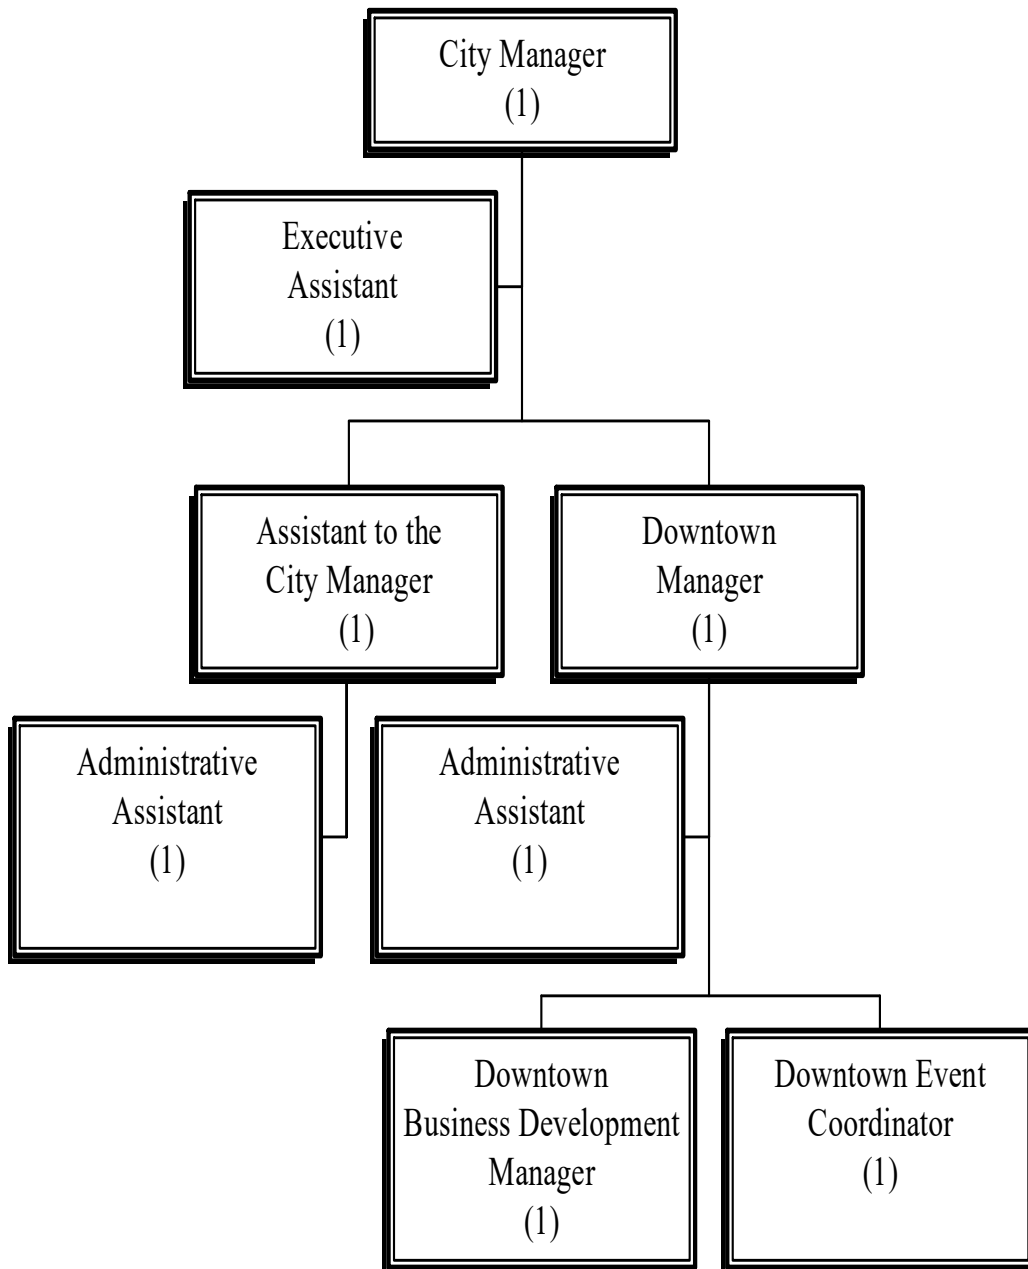 City Manager
(1)
Executive
Assistant
(1)
Assistant to the
City Manager
(1)
Downtown
Manager
(1)
Administrative
Assistant
(1)
Administrative
Assistant
(1)
Downtown
Business Development
Manager
(1)
Downtown Event
Coordinator
(1)